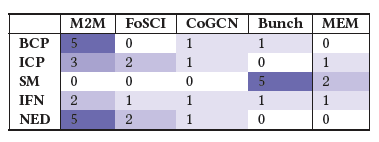 M2M FoSCI CoGCN Bunch MEM
BCP 5 0 1 1 0
ICP 3 2 1 0 1
SM 0 0 0 5 2
IFN 2 1 1 1 1
NED 5 2 1 0 0